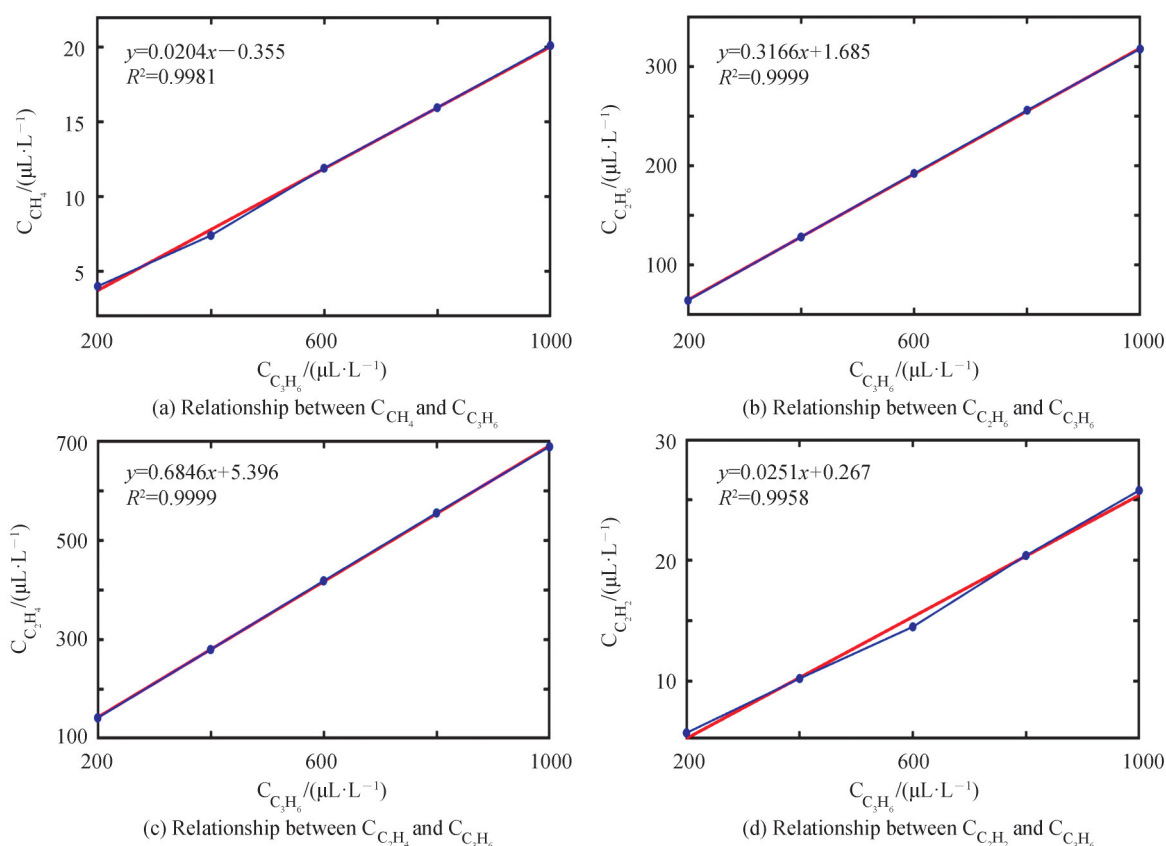 y=0.0204x−0.355
R²=0.9981
20
15
10
5
200
600
1000
C_CH₄/(μL·L⁻¹)
C_C₃H₆/(μL·L⁻¹)
(a) Relationship between C_CH₄ and C_C₃H₆
y=0.3166x+1.685
R²=0.9999
300
200
100
200
600
1000
C_C₂H₆/(μL·L⁻¹)
C_C₃H₆/(μL·L⁻¹)
(b) Relationship between C_C₂H₆ and C_C₃H₆
y=0.6846x+5.396
R²=0.9999
700
500
300
100
200
600
1000
C_C₂H₄/(μL·L⁻¹)
C_C₃H₆/(μL·L⁻¹)
(c) Relationship between C_C₂H₄ and C_C₃H₆
y=0.0251x+0.267
R²=0.9958
30
20
10
200
600
1000
C_C₂H₂/(μL·L⁻¹)
C_C₃H₆/(μL·L⁻¹)
(d) Relationship between C_C₂H₂ and C_C₃H₆